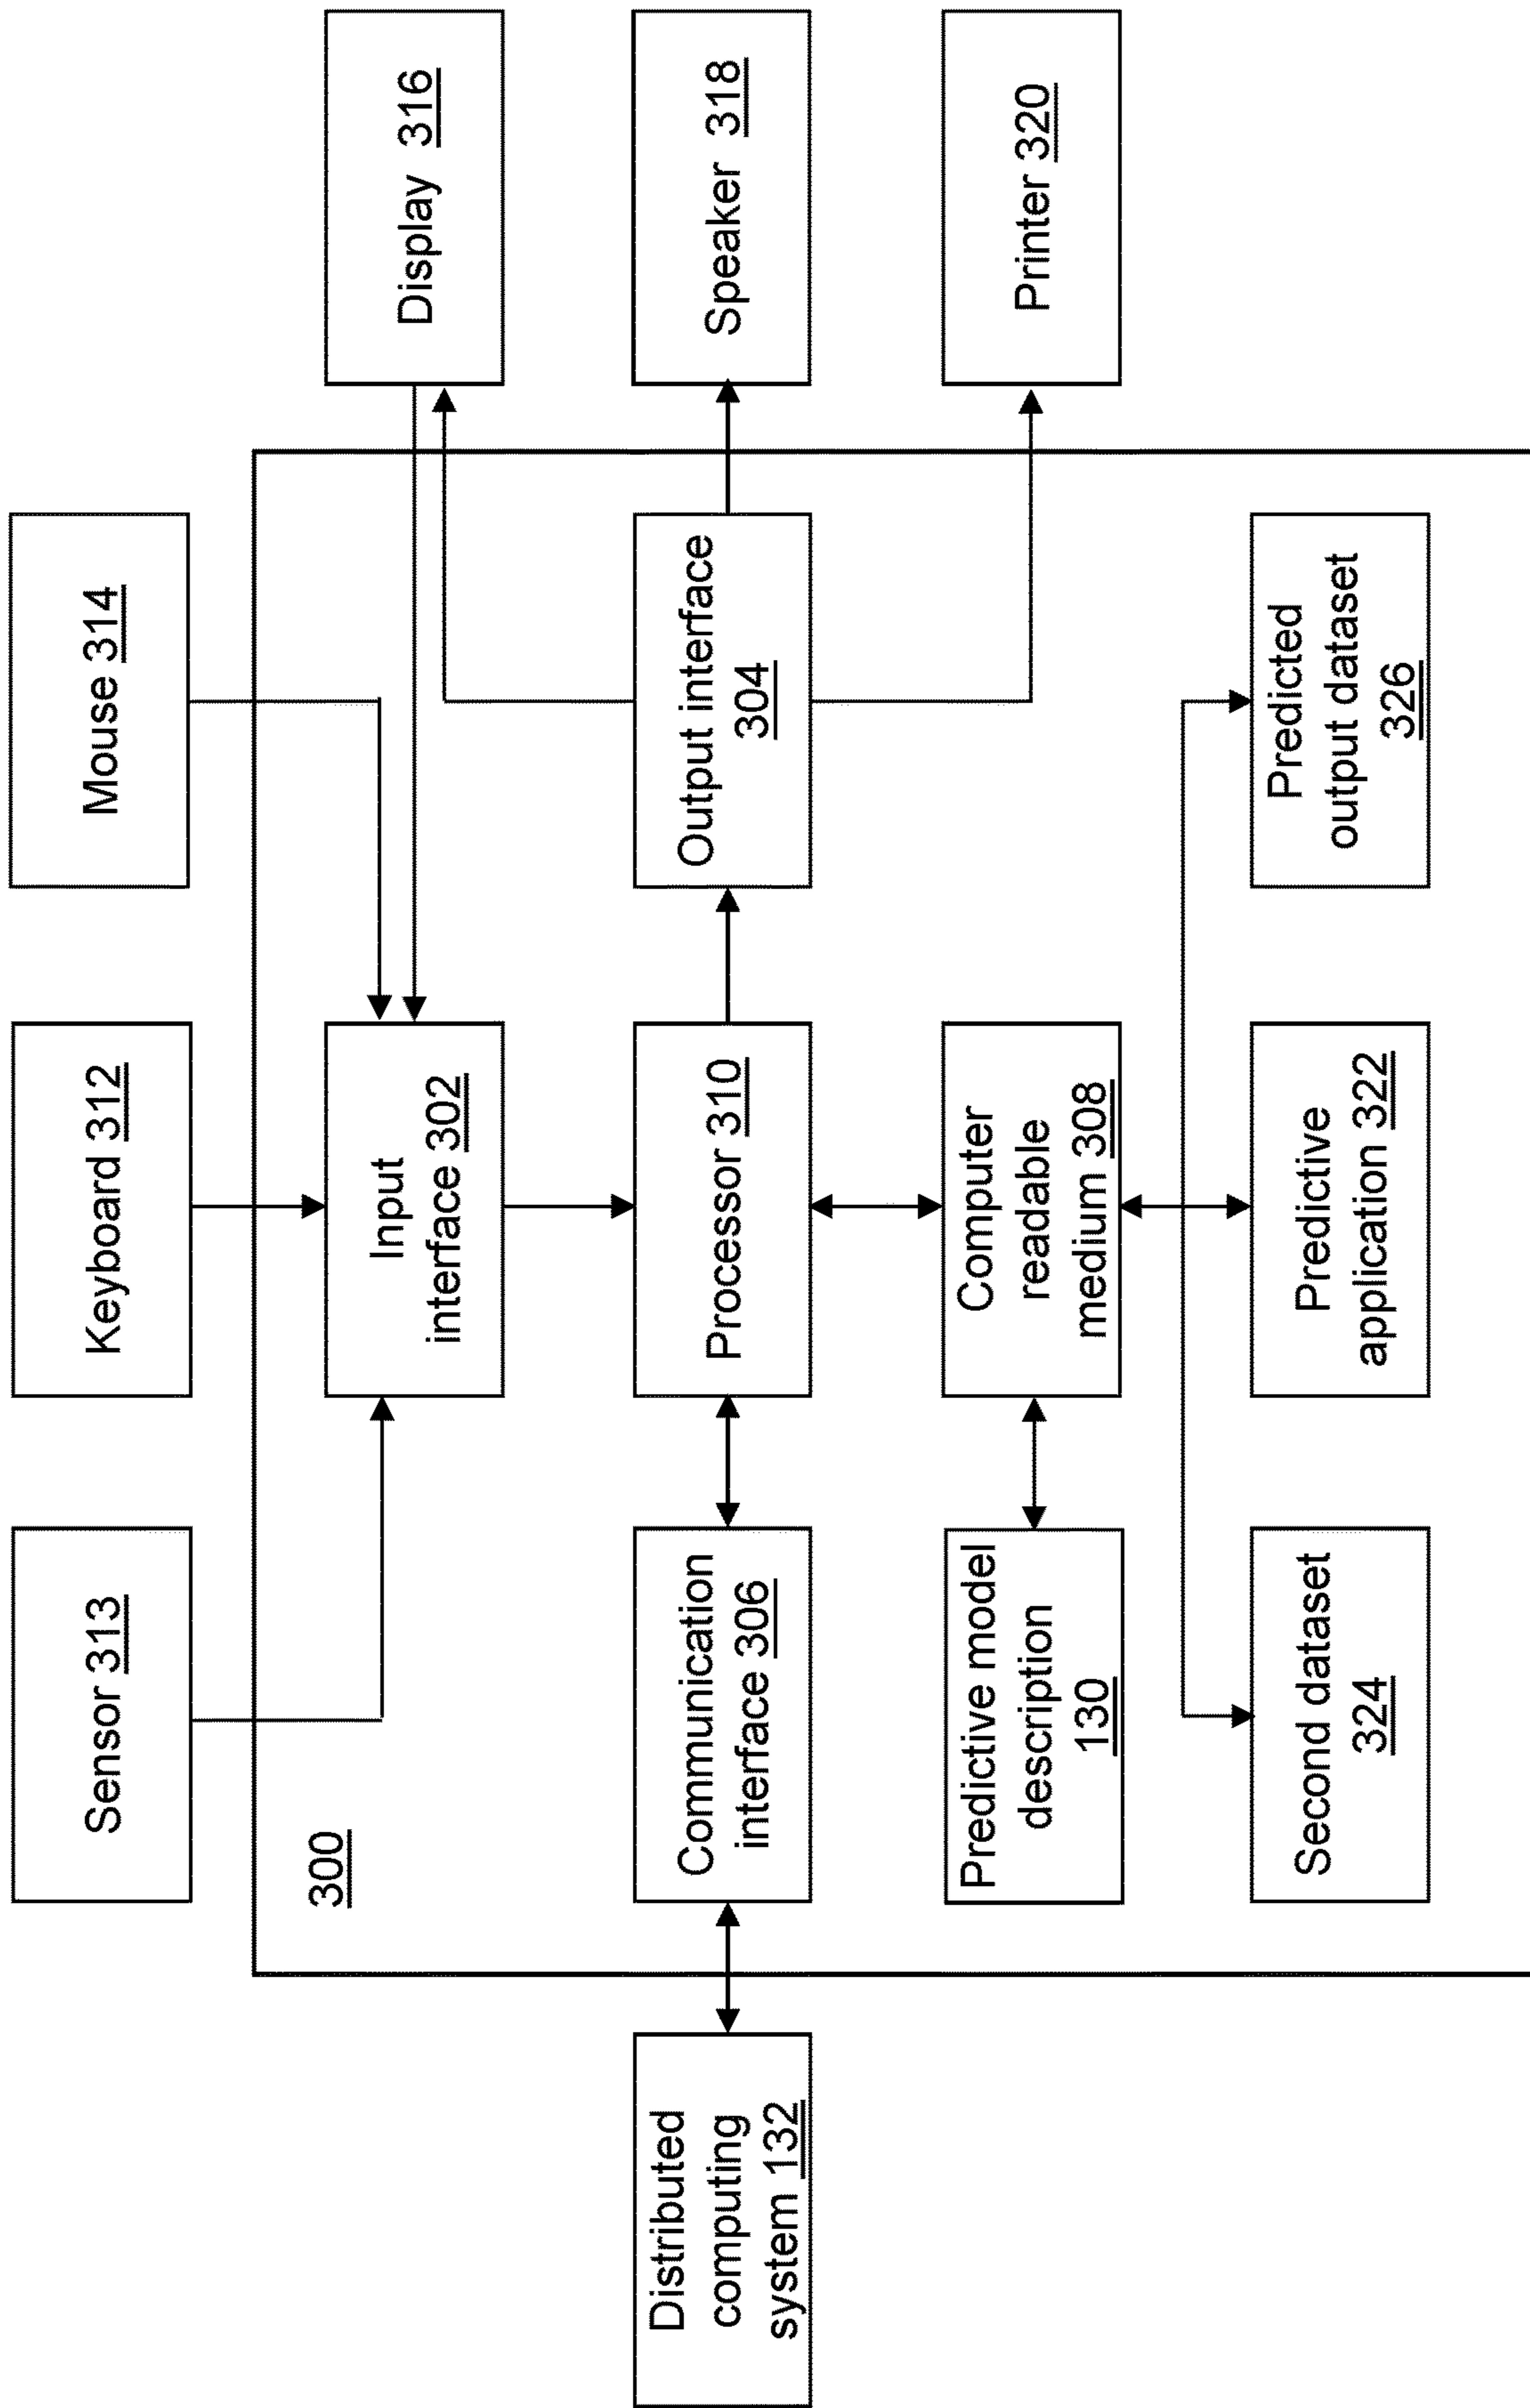 Sensor 313
Keyboard 312
Mouse 314
300
Input
interface 302
Display 316
Distributed
computing
system 132
Communication
interface 306
Processor 310
Output interface
304
Speaker 318
Predictive model
description
130
Computer
readable
medium 308
Printer 320
Second dataset
324
Predictive
application 322
Predicted
output dataset
326